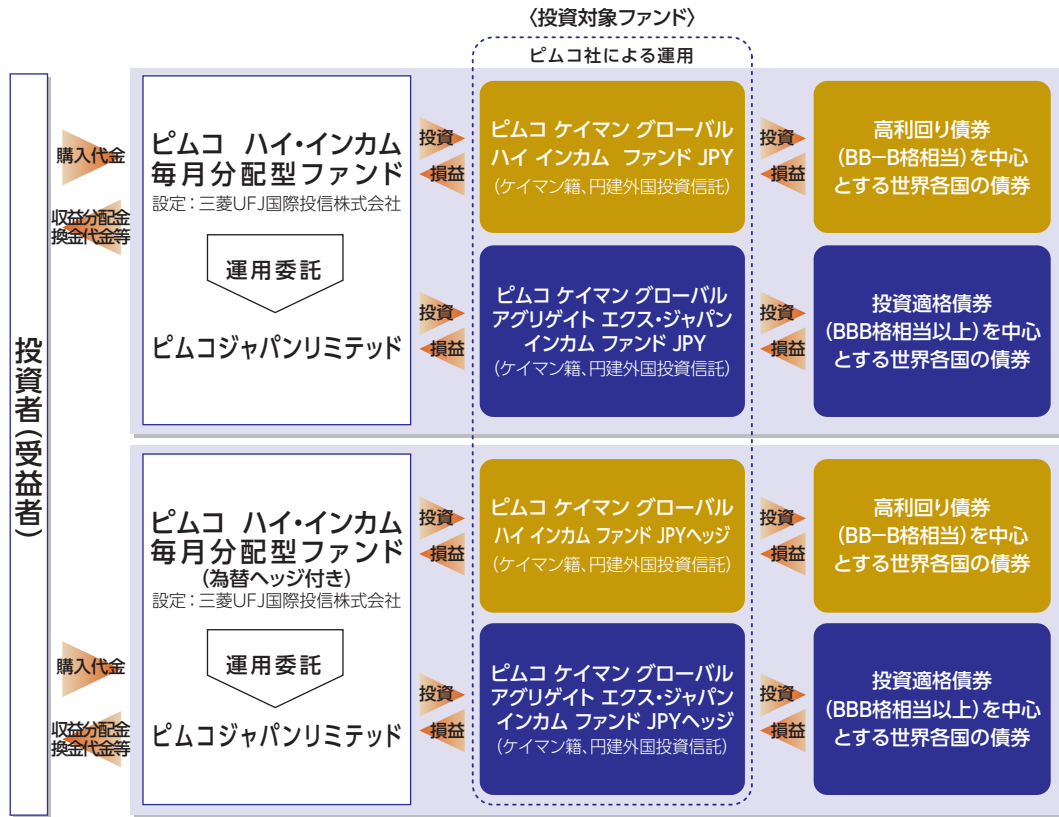 〈投資対象ファンド〉
ピムコ社による運用
投資者(受益者)
購入代金
収益分配金
換金代金等
ピムコ ハイ・インカム
毎月分配型ファンド
設定：三菱UFJ国際投信株式会社
運用委託
ピムコジャパンリミテッド
投資
損益
ピムコ ケイマン グローバル
ハイ インカム ファンド JPY
(ケイマン籍、円建外国投資信託)
投資
損益
高利回り債券
(BB−B格相当)を中心
とする世界各国の債券
投資
損益
ピムコ ケイマン グローバル
アグリゲイト エクス・ジャパン
インカム ファンド JPY
(ケイマン籍、円建外国投資信託)
投資
損益
投資適格債券
(BBB格相当以上)を中心
とする世界各国の債券
購入代金
収益分配金
換金代金等
ピムコ ハイ・インカム
毎月分配型ファンド
(為替ヘッジ付き)
設定：三菱UFJ国際投信株式会社
運用委託
ピムコジャパンリミテッド
投資
損益
ピムコ ケイマン グローバル
ハイ インカム ファンド JPYヘッジ
(ケイマン籍、円建外国投資信託)
投資
損益
高利回り債券
(BB−B格相当)を中心
とする世界各国の債券
投資
損益
ピムコ ケイマン グローバル
アグリゲイト エクス・ジャパン
インカム ファンド JPYヘッジ
(ケイマン籍、円建外国投資信託)
投資
損益
投資適格債券
(BBB格相当以上)を中心
とする世界各国の債券